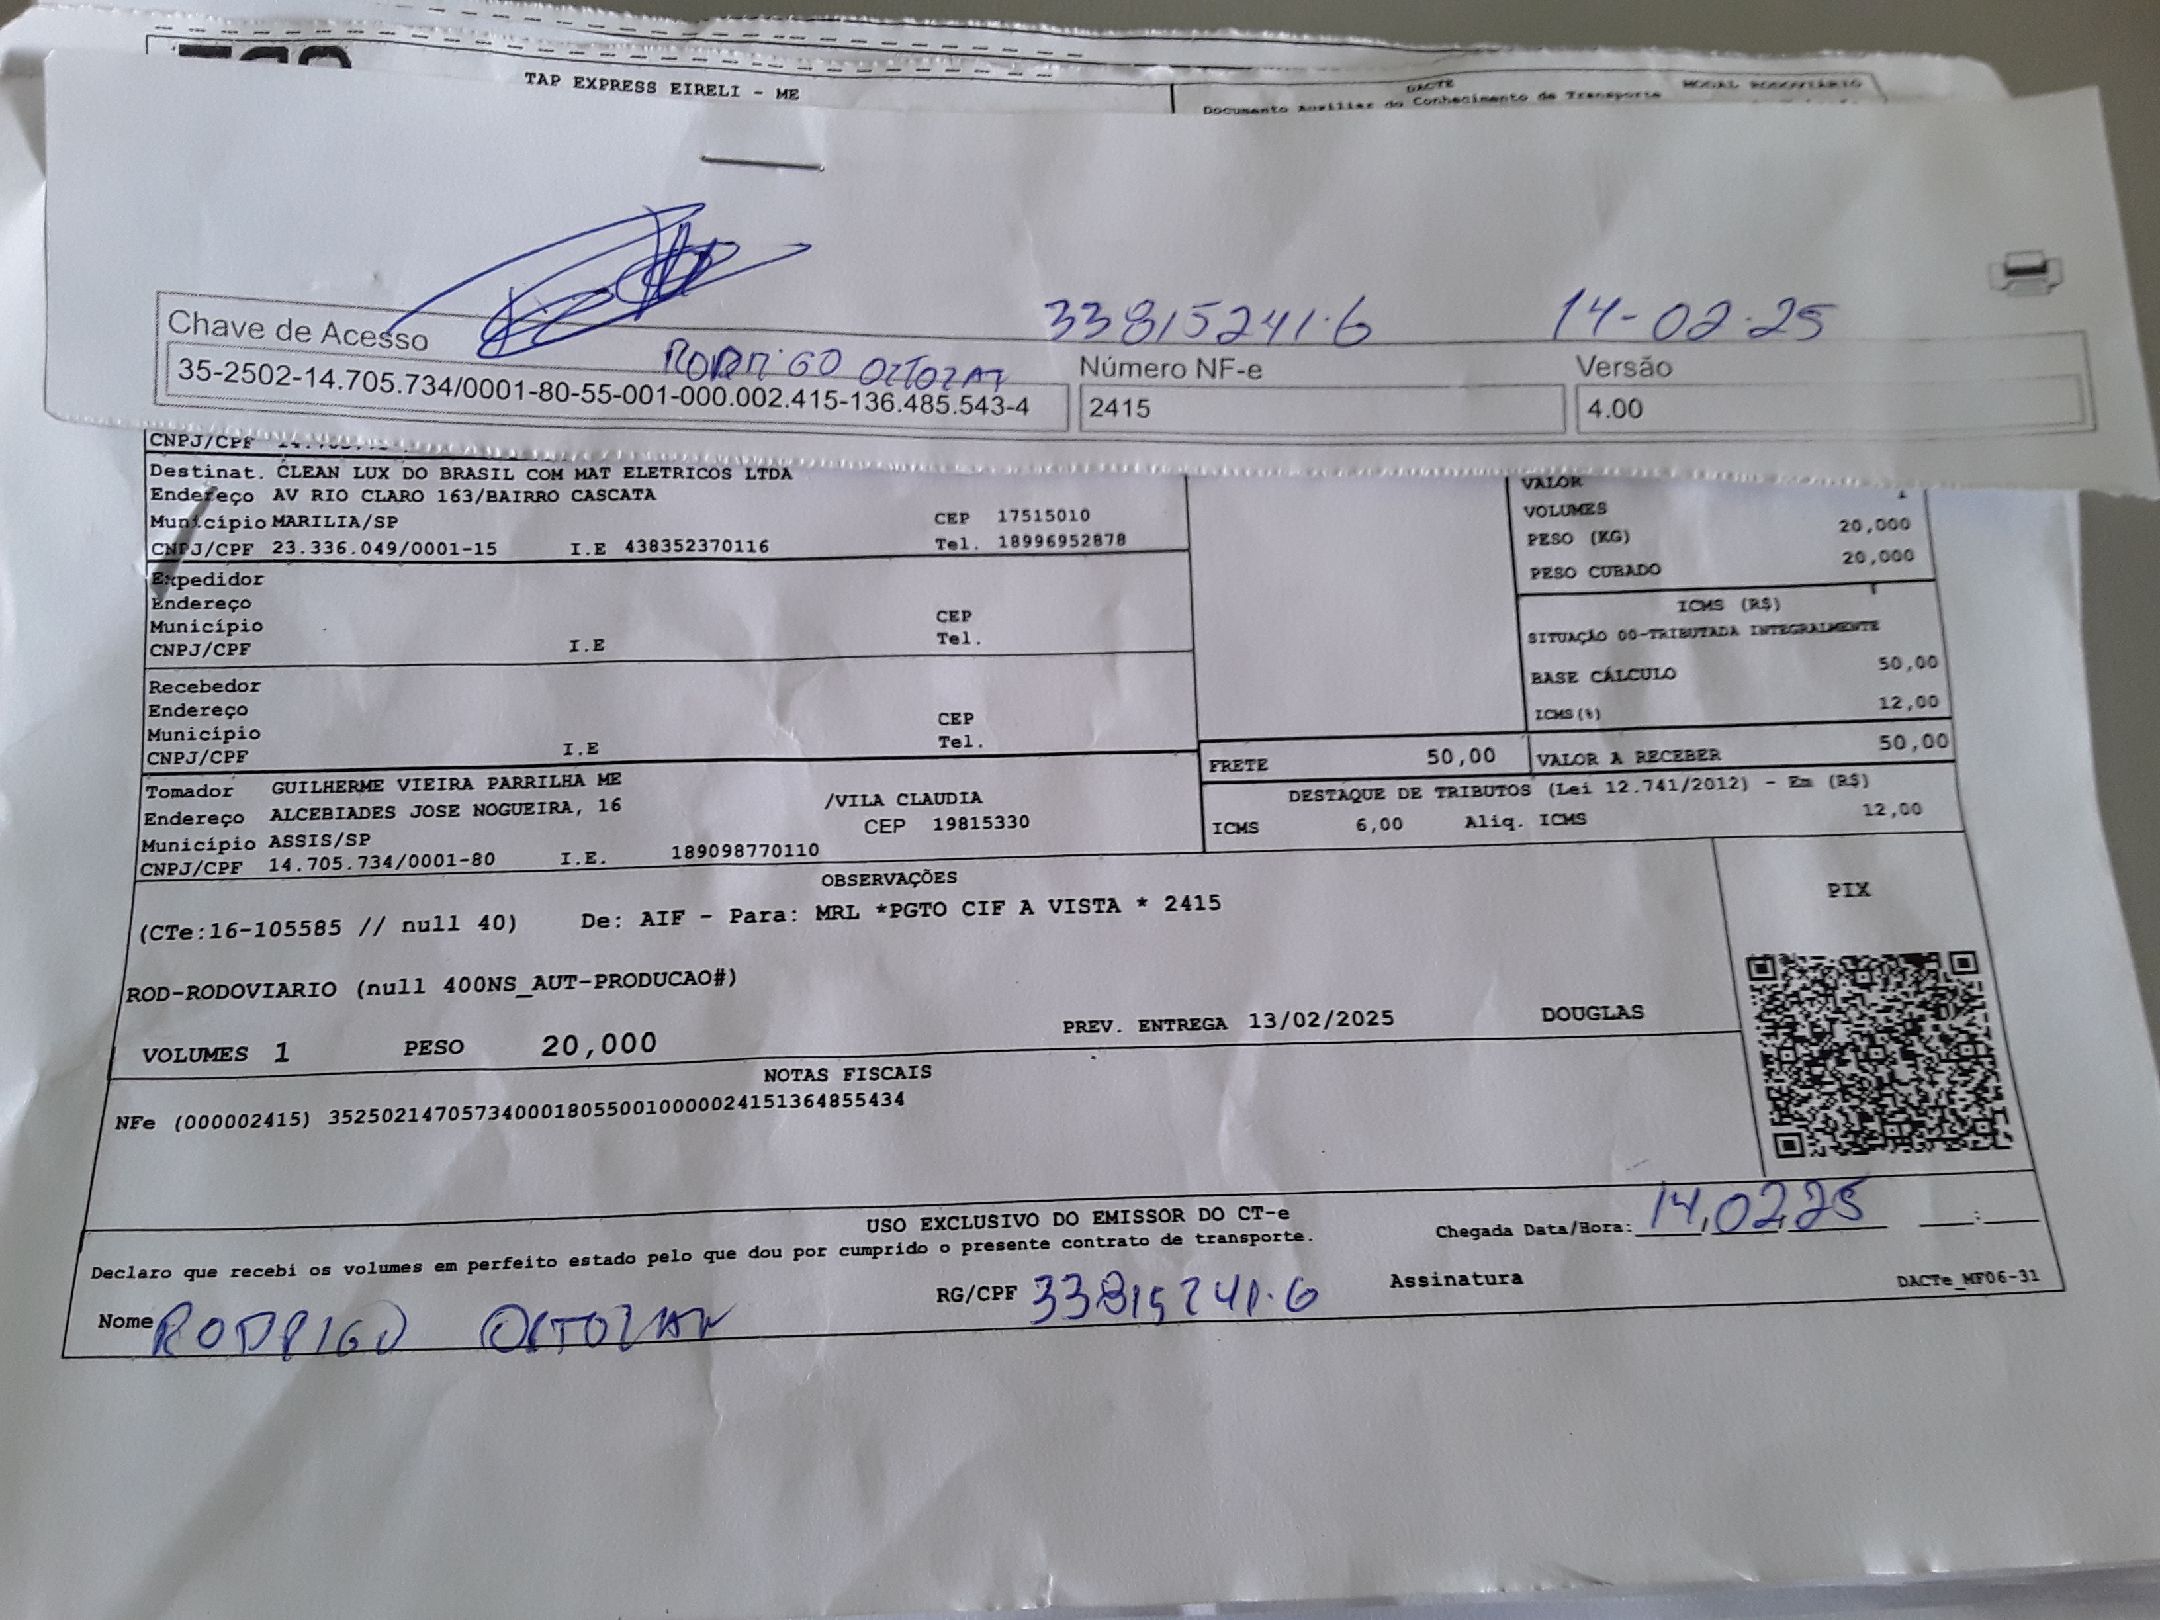 TAP EXPRESS EIRELI - ME
DACTE
MODAL RODOVIÁRIO
Documento Auxiliar do Conhecimento de Transporte
33815241-6
14-02-25
Chave de Acesso
RODRIGO
Número NF-e
Versão
35-2502-14.705.734/0001-80-55-001-000.002.415-136.485.543-4
2415
4.00
CNPJ/CPF
Destinat. CLEAN LUX DO BRASIL COM MAT ELETRICOS LTDA
Endereço AV RIO CLARO 163/BAIRRO CASCATA
Município MARILIA/SP CEP 17515010
CNPJ/CPF 23.336.049/0001-15 I.E 438352370116 Tel. 18996952878
VALOR
VOLUMES 1
PESO (KG) 20,000
PESO CUBADO 20,000
Expedidor
Endereço
Município CEP
CNPJ/CPF I.E Tel.
ICMS (R$)
SITUAÇÃO 00-TRIBUTADA INTEGRALMENTE
BASE CÁLCULO 50,00
ICMS(%) 12,00
Recebedor
Endereço
Município CEP
CNPJ/CPF I.E Tel.
FRETE 50,00 VALOR A RECEBER 50,00
Tomador GUILHERME VIEIRA PARRILHA ME
Endereço ALCEBIADES JOSE NOGUEIRA, 16 /VILA CLAUDIA
Município ASSIS/SP CEP 19815330
CNPJ/CPF 14.705.734/0001-80 I.E. 189098770110
DESTAQUE DE TRIBUTOS (Lei 12.741/2012) - Em (R$)
ICMS 6,00 Aliq. ICMS 12,00
OBSERVAÇÕES
(CTe:16-105585 // null 40) De: AIF - Para: MRL *PGTO CIF A VISTA * 2415
ROD-RODOVIARIO (null 400NS_AUT-PRODUCAO#)
VOLUMES 1 PESO 20,000 PREV. ENTREGA 13/02/2025 DOUGLAS
PIX
NOTAS FISCAIS
NFe (000002415) 35250214705734000180550010000024151364855434
USO EXCLUSIVO DO EMISSOR DO CT-e
Declaro que recebi os volumes em perfeito estado pelo que dou por cumprido o presente contrato de transporte.
Chegada Data/Hora: 14,02,25 :
Nome RODRIGO
RG/CPF 33815241-6
Assinatura
DACTe_MF06-31